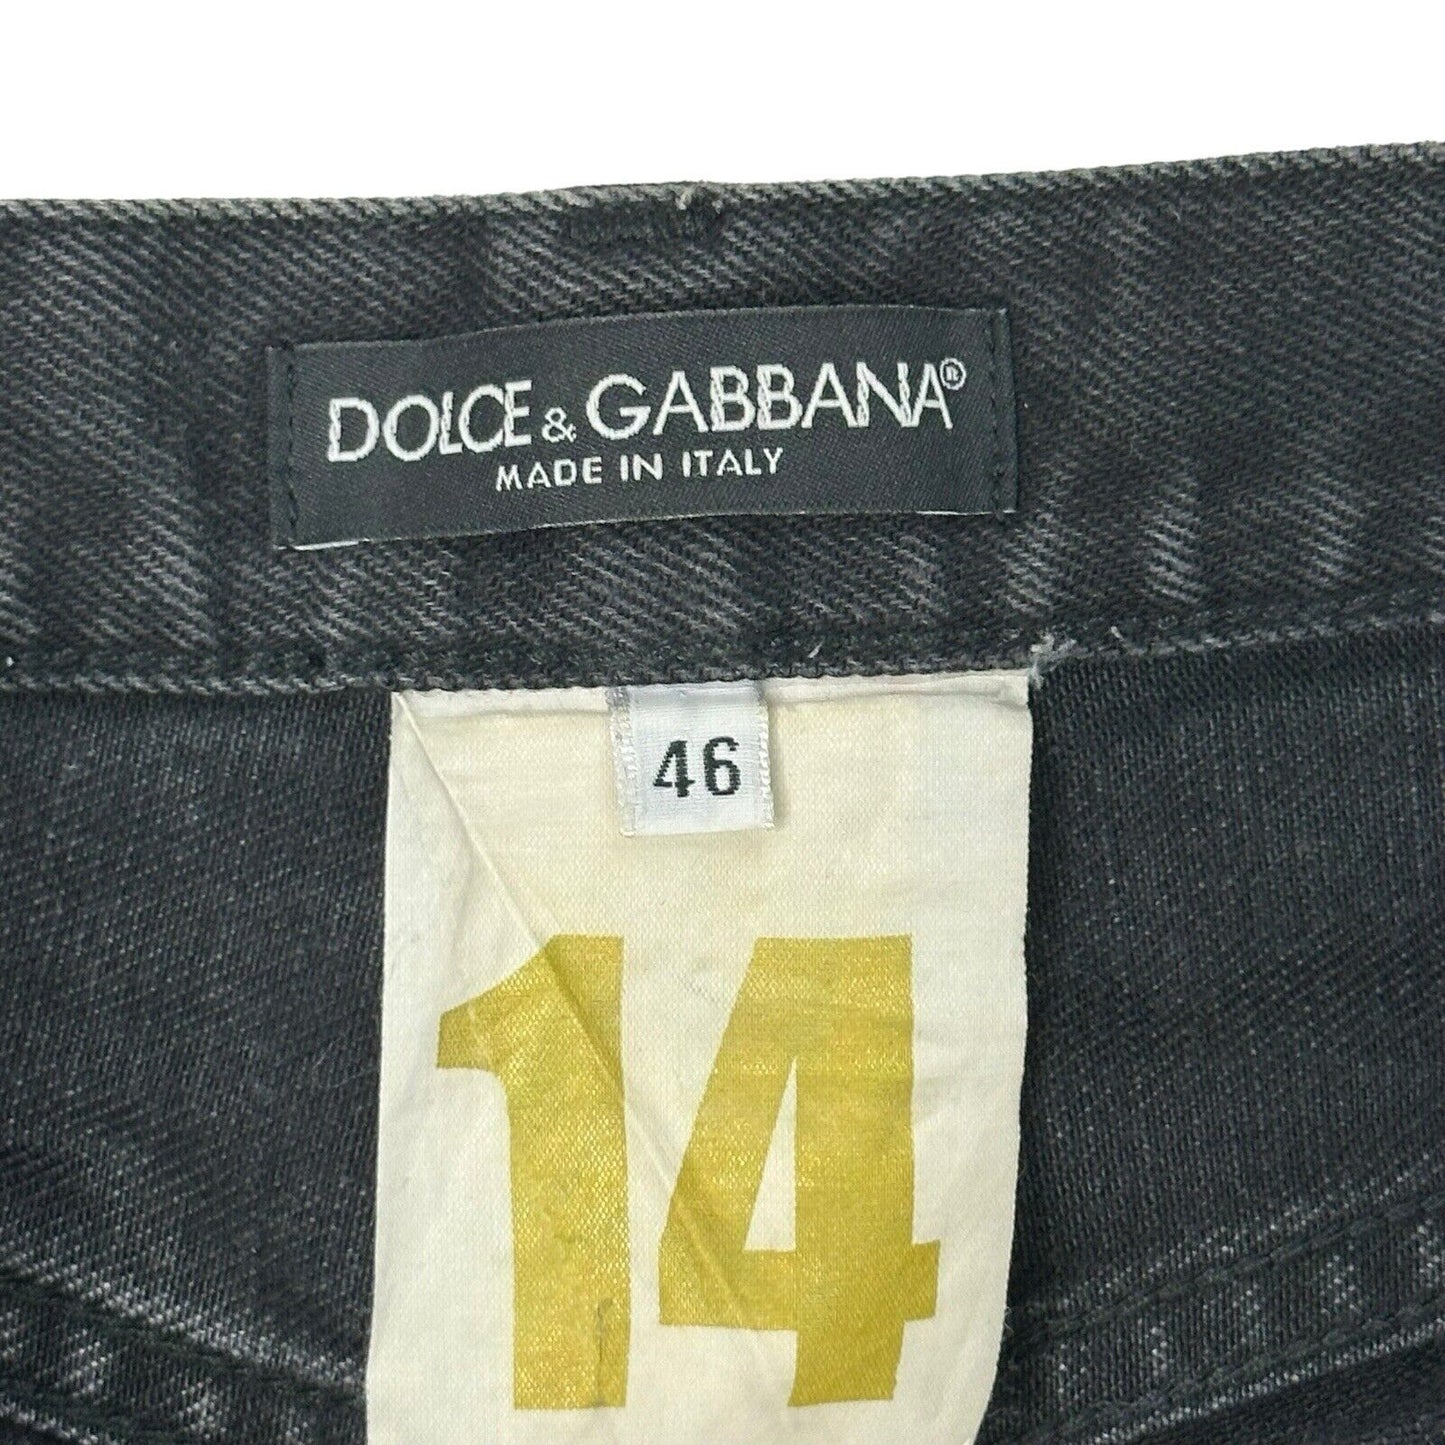 DOLCE & GABBANA®
MADE IN ITALY
46
14